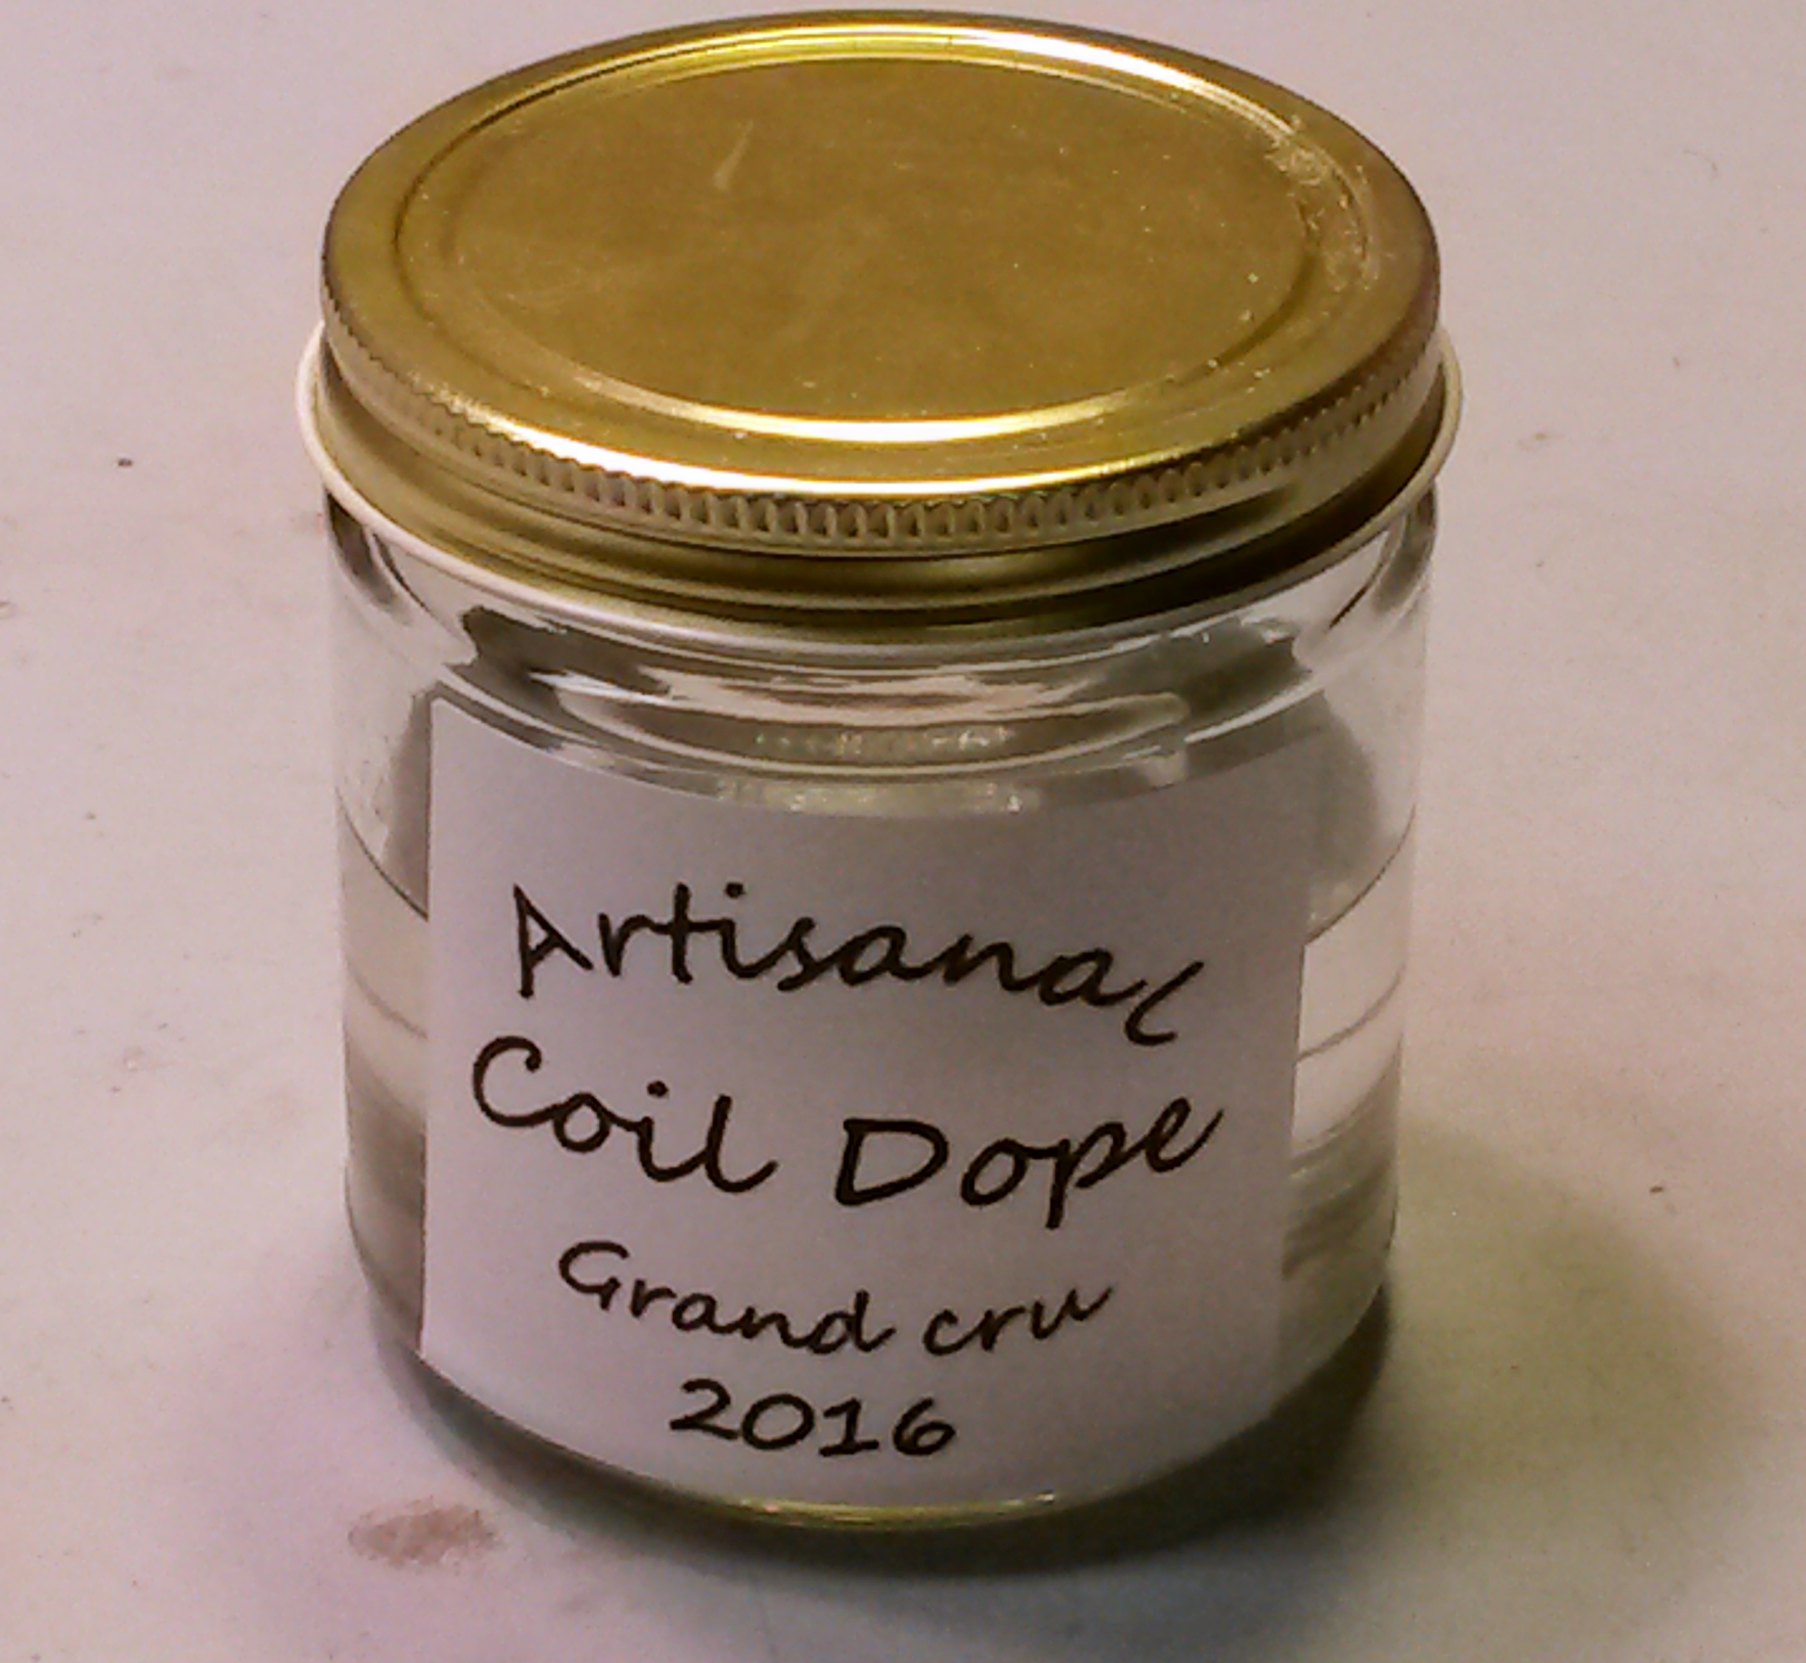 Artisanal
Coil Dope
Grand cru
2016